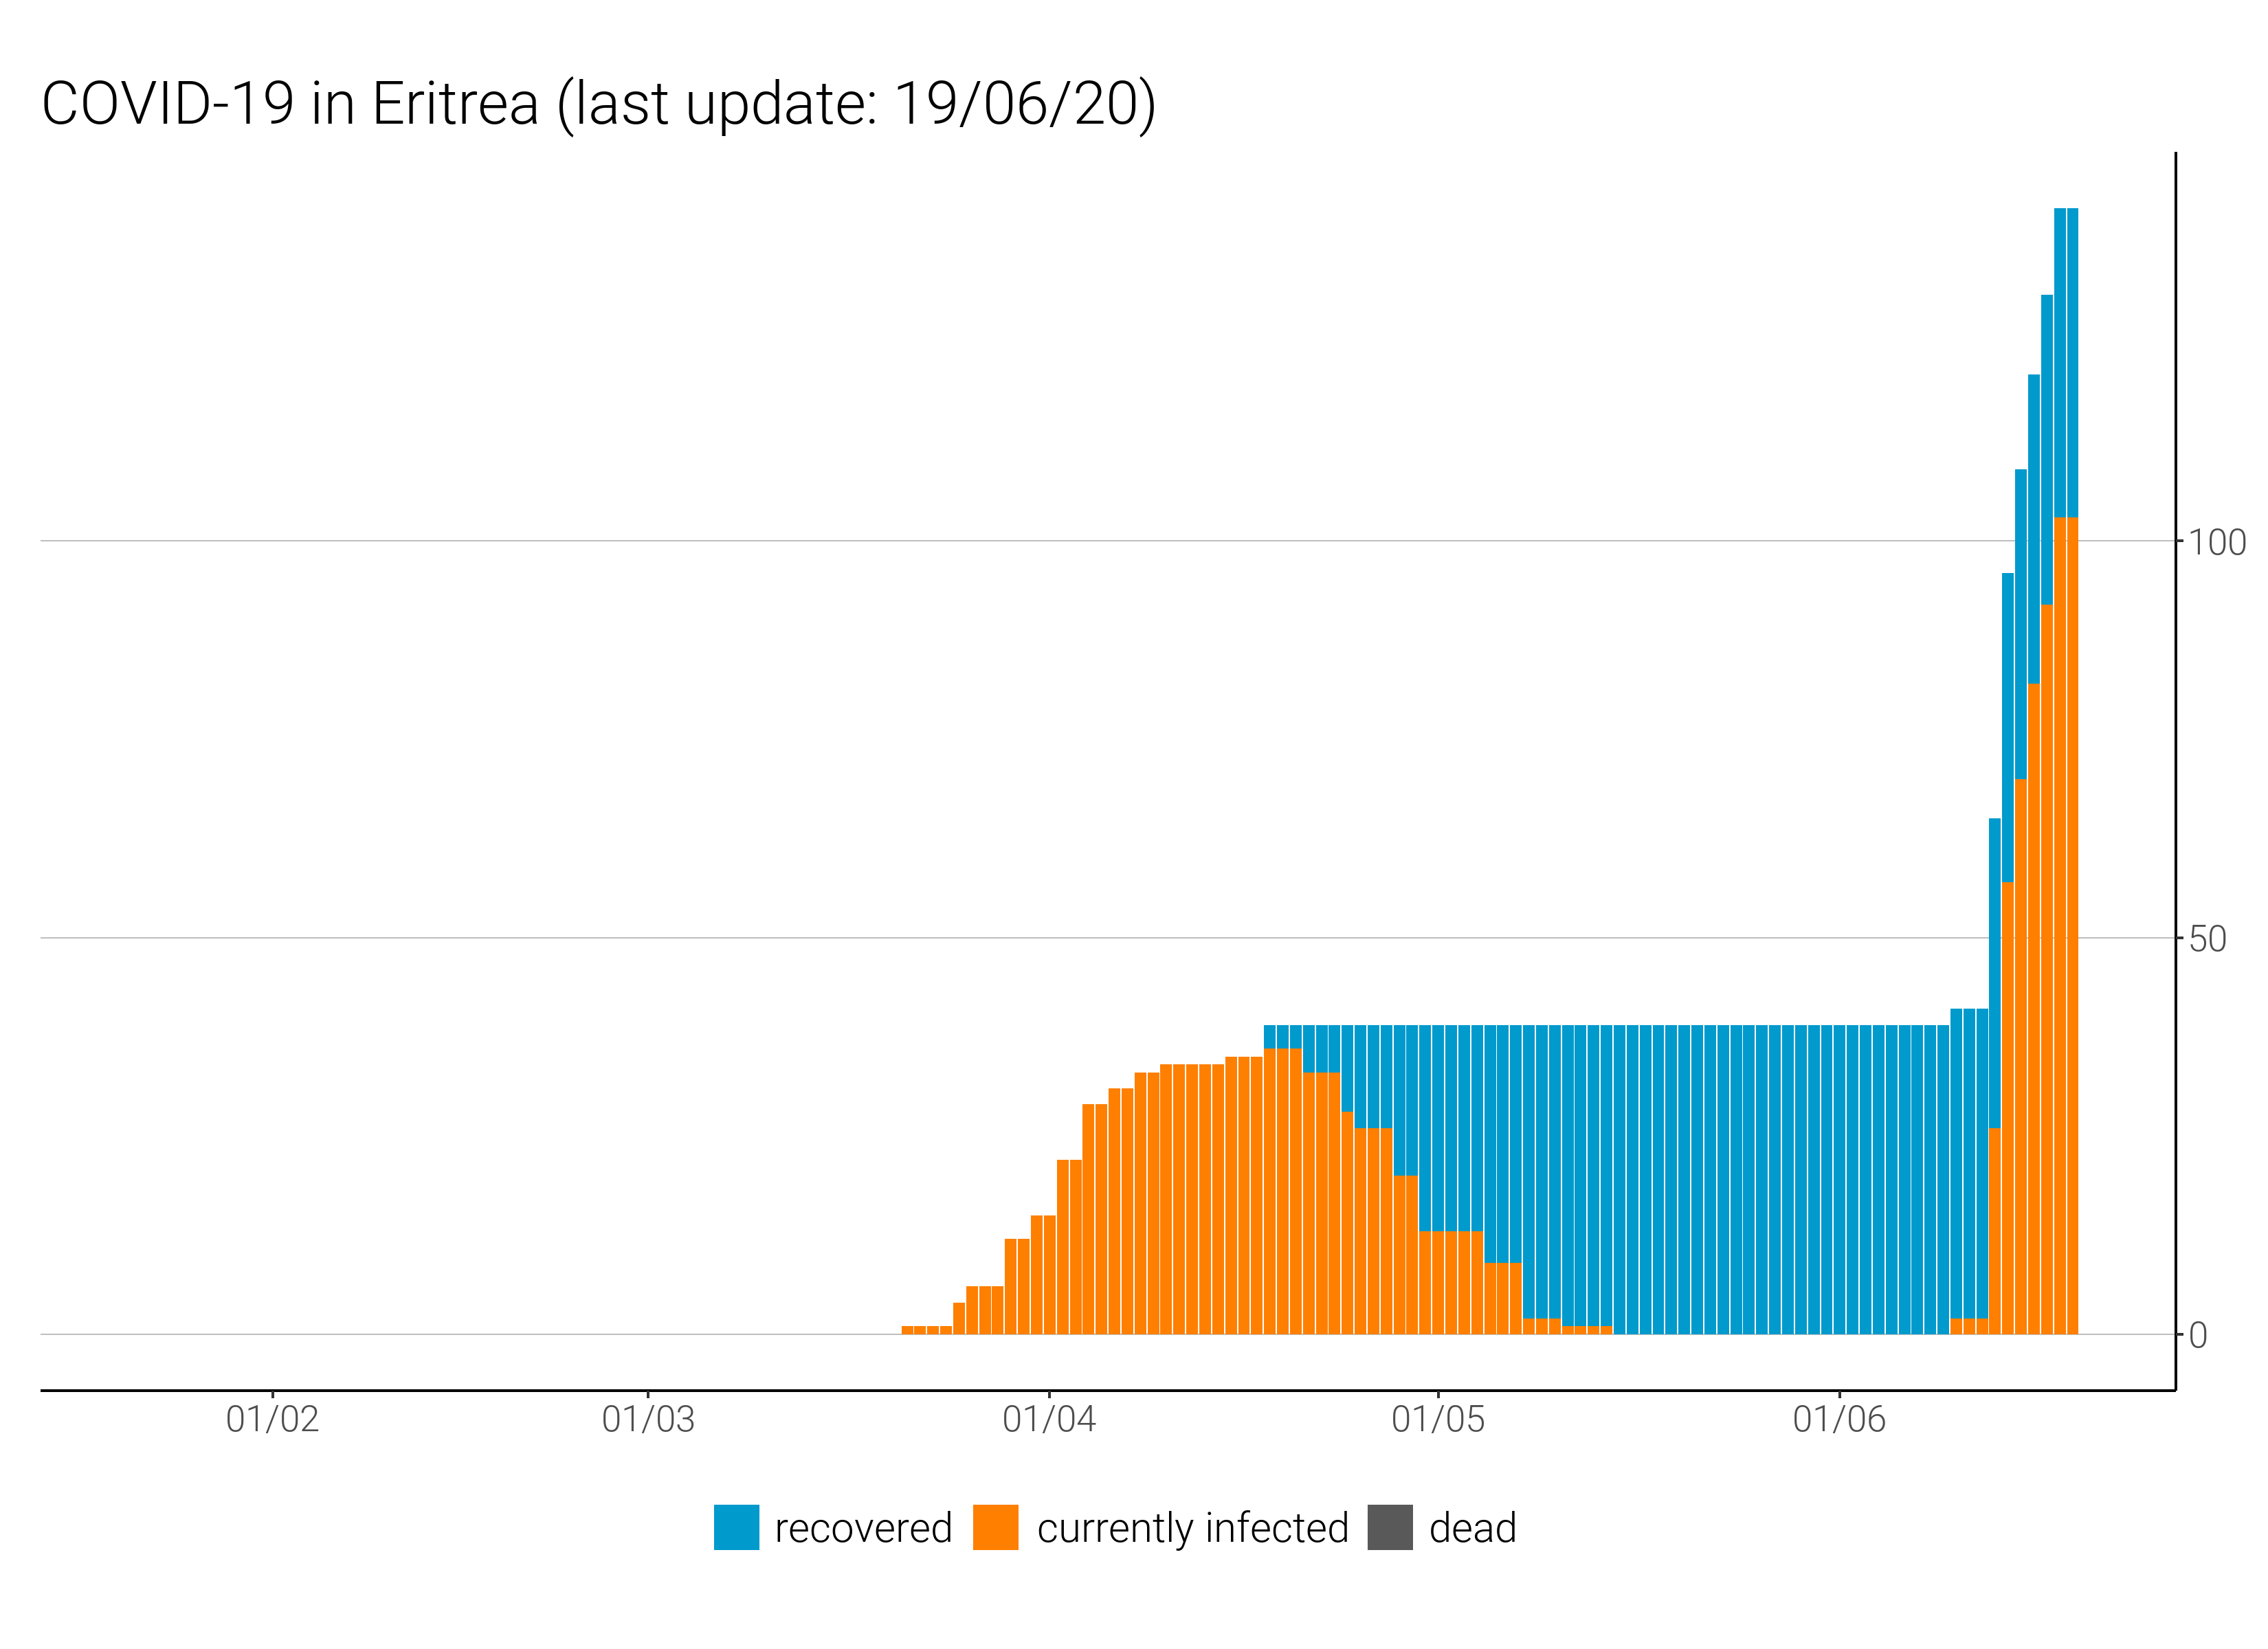 COVID-19 in Eritrea (last update: 19/06/20)
100
50
0
01/02 01/03 01/04 01/05 01/06
recovered currently infected dead